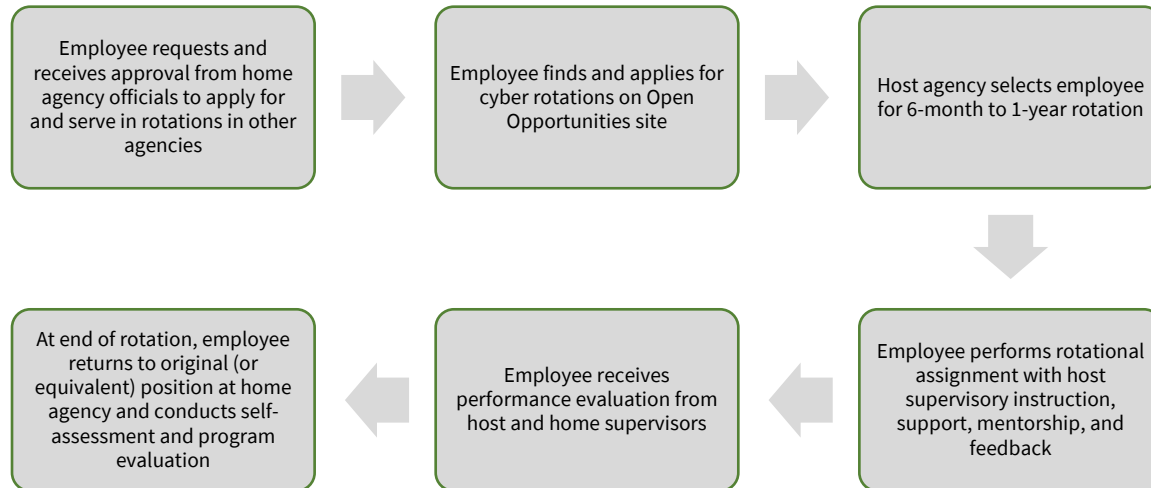 Employee requests and
receives approval from home
agency officials to apply for
and serve in rotations in other
agencies
Employee finds and applies for
cyber rotations on Open
Opportunities site
Host agency selects employee
for 6-month to 1-year rotation
Employee performs rotational
assignment with host
supervisory instruction,
support, mentorship, and
feedback
Employee receives
performance evaluation from
host and home supervisors
At end of rotation, employee
returns to original (or
equivalent) position at home
agency and conducts self-
assessment and program
evaluation